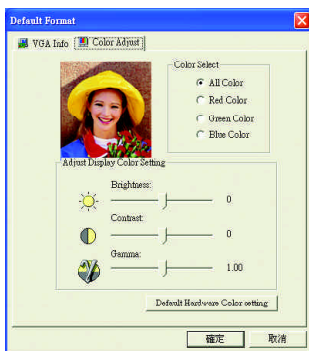 Default Format
VGA Info
Color Adjust
Color Select
All Color
Red Color
Green Color
Blue Color
Adjust Display Color Setting
Brightness:
0
Contrast:
0
Gamma:
1.00
Default Hardware Color setting
確定
取消